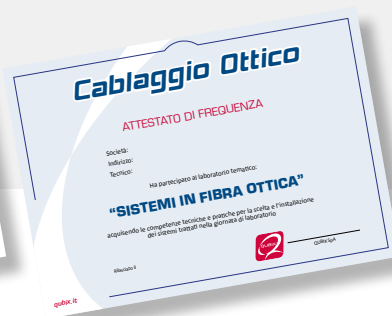 Cablaggio Ottico
ATTESTATO DI FREQUENZA
Società:
Indirizzo:
Tecnico:
Ha partecipato al laboratorio tematico:
“SISTEMI IN FIBRA OTTICA”
acquisendo le competenze tecniche e pratiche per la scelta e l'installazione
dei sistemi trattati nella giornata di laboratorio
Rilasciato il
QUBIX
QUBIX SpA
qubix.it